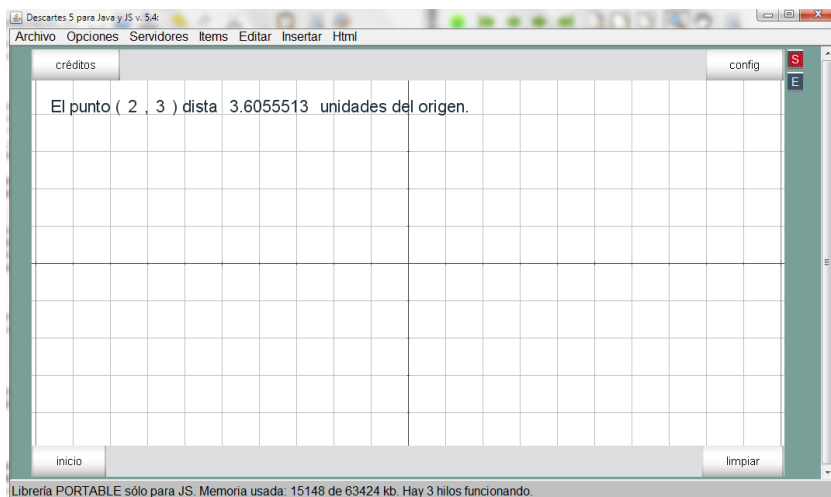 Descartes 5 para Java y JS v. 5.4:
Archivo Opciones Servidores Items Editar Insertar Html
créditos
config
S
E
El punto ( 2 , 3 ) dista 3.6055513 unidades del origen.
inicio
limpiar
Librería PORTABLE sólo para JS. Memoria usada: 15148 de 63424 kb. Hay 3 hilos funcionando.